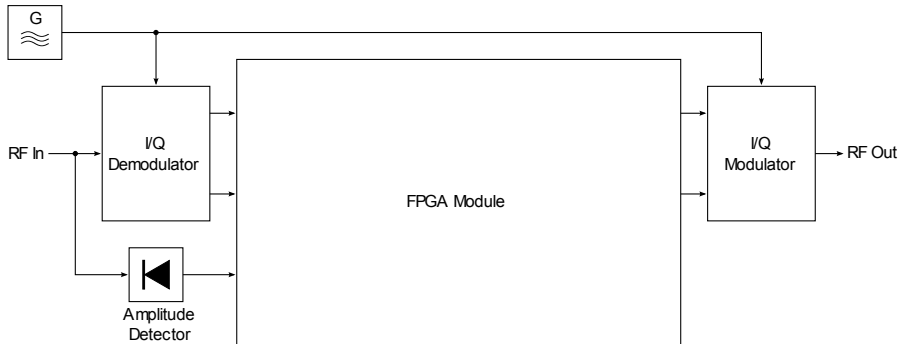 G
RF In
I/Q
Demodulator
FPGA Module
I/Q
Modulator
RF Out
Amplitude
Detector